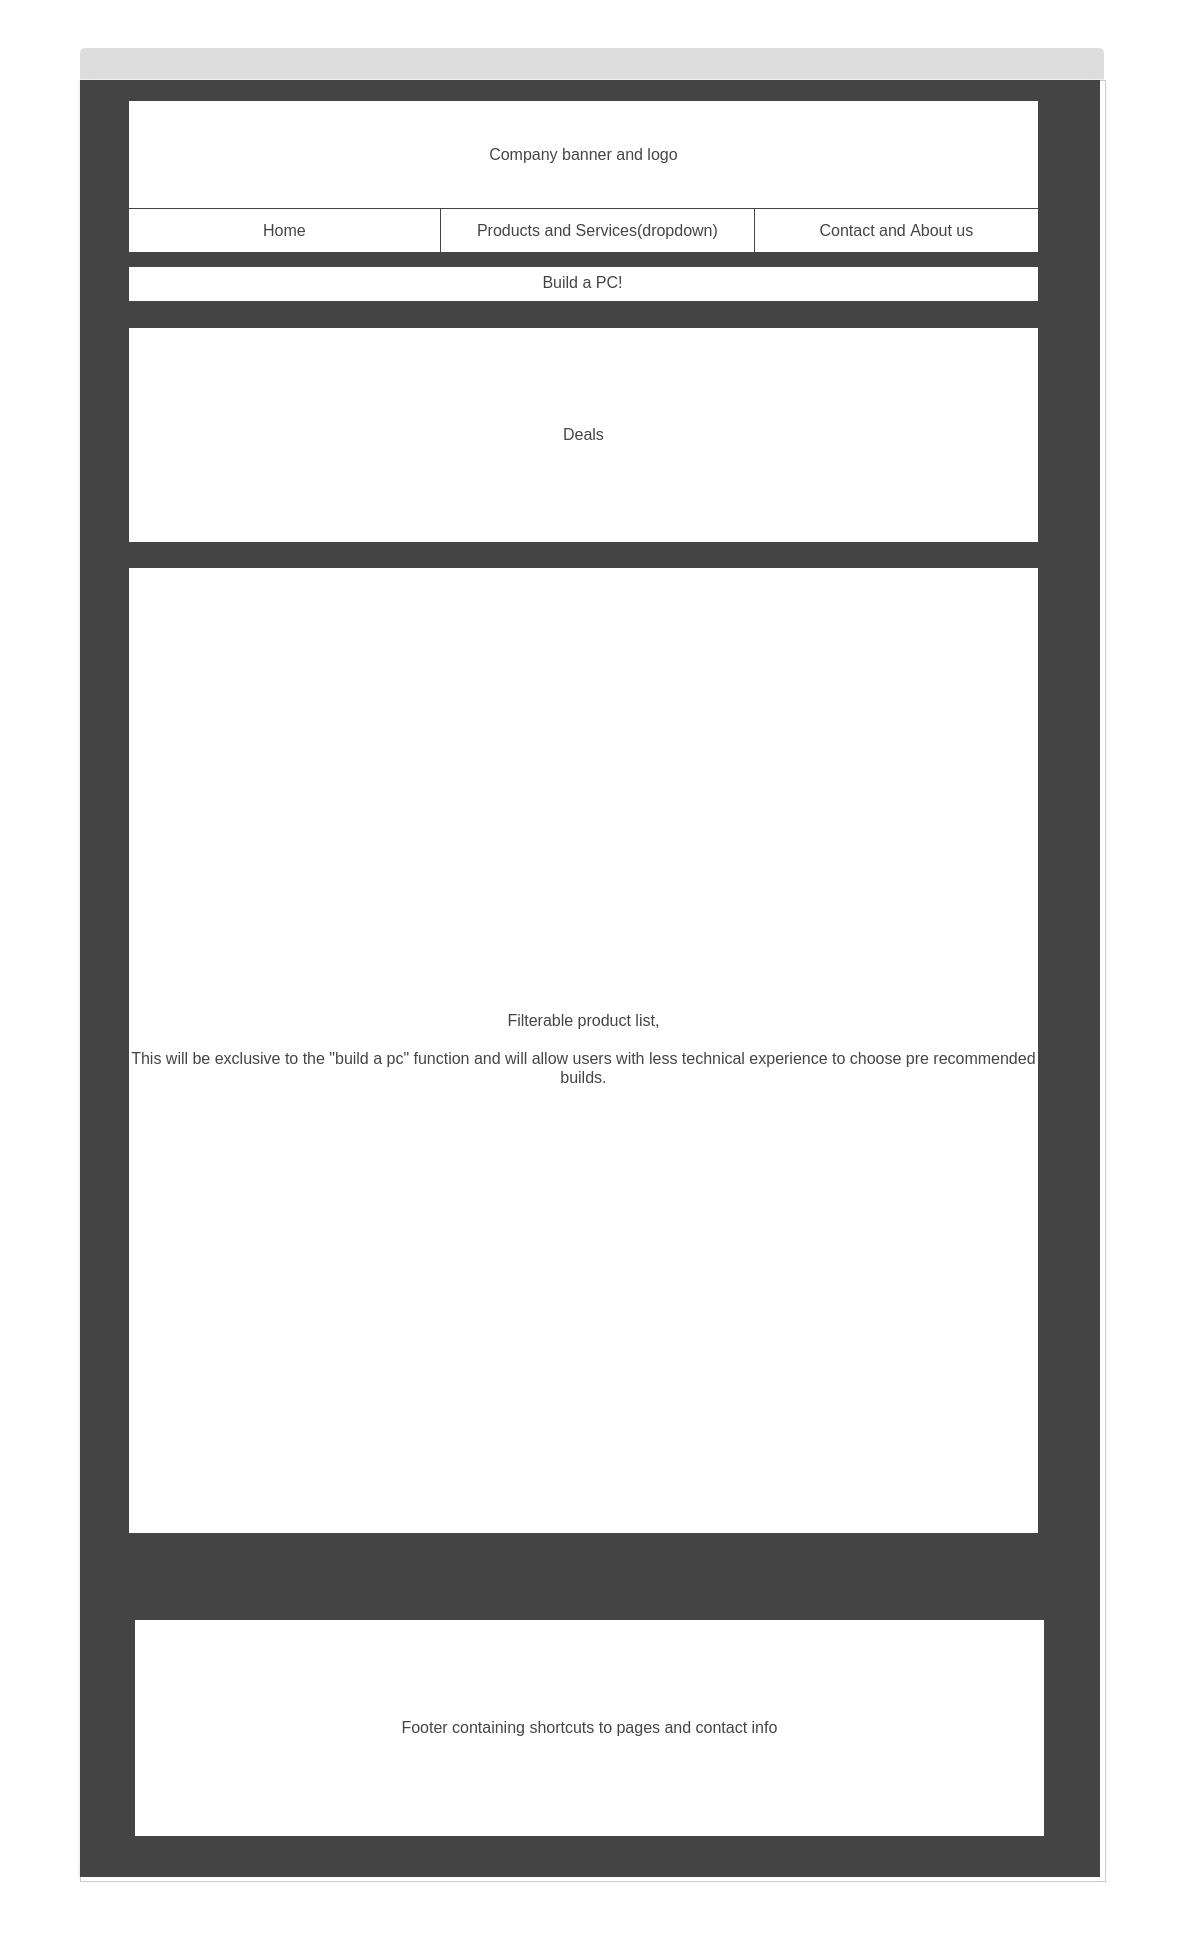 Company banner and logo
Home
Products and Services(dropdown)
Contact and About us
Build a PC!
Deals
Filterable product list,
This will be exclusive to the "build a pc" function and will allow users with less technical experience to choose pre recommended
builds.
Footer containing shortcuts to pages and contact info